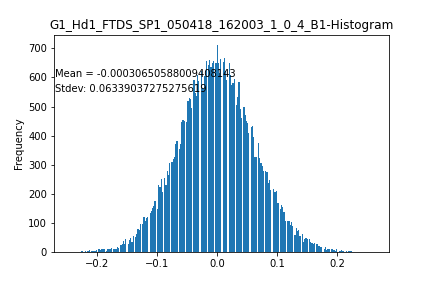 G1_Hd1_FTDS_SP1_050418_162003_1_0_4_B1-Histogram
700
600
500
400
300
200
100
0
Frequency
Mean = -0.00030650588009408143
Stdev: 0.06339037275275619
−0.2 −0.1 0.0 0.1 0.2